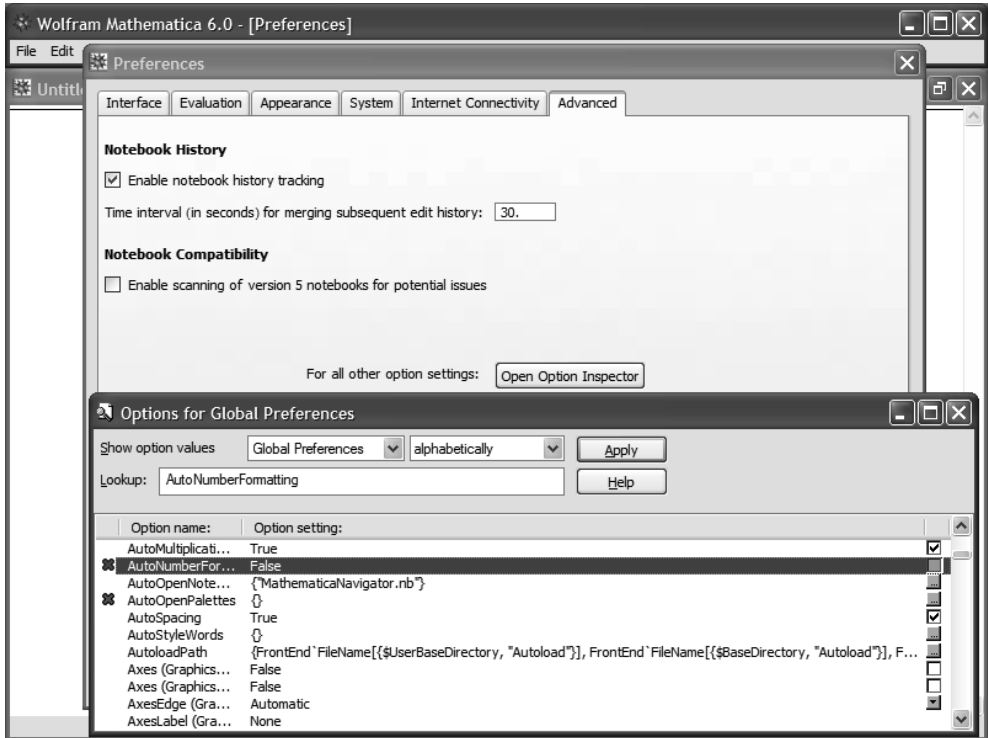 Wolfram Mathematica 6.0 - [Preferences]
File Edit
Preferences
Untitl
Interface Evaluation Appearance System Internet Connectivity Advanced
Notebook History
Enable notebook history tracking
Time interval (in seconds) for merging subsequent edit history: 30.
Notebook Compatibility
Enable scanning of version 5 notebooks for potential issues
For all other option settings: Open Option Inspector
Options for Global Preferences
Show option values Global Preferences alphabetically Apply
Lookup: AutoNumberFormatting Help
Option name: Option setting:
AutoMultiplicati... True
AutoNumberFor... False
AutoOpenNote... {"MathematicaNavigator.nb"}
AutoOpenPalettes {}
AutoSpacing True
AutoStyleWords {}
AutoloadPath {FrontEnd`FileName[{$UserBaseDirectory, "Autoload"}], FrontEnd`FileName[{$BaseDirectory, "Autoload"}], F...
Axes (Graphics... False
Axes (Graphics... False
AxesEdge (Gra... Automatic
AxesLabel (Gra... None